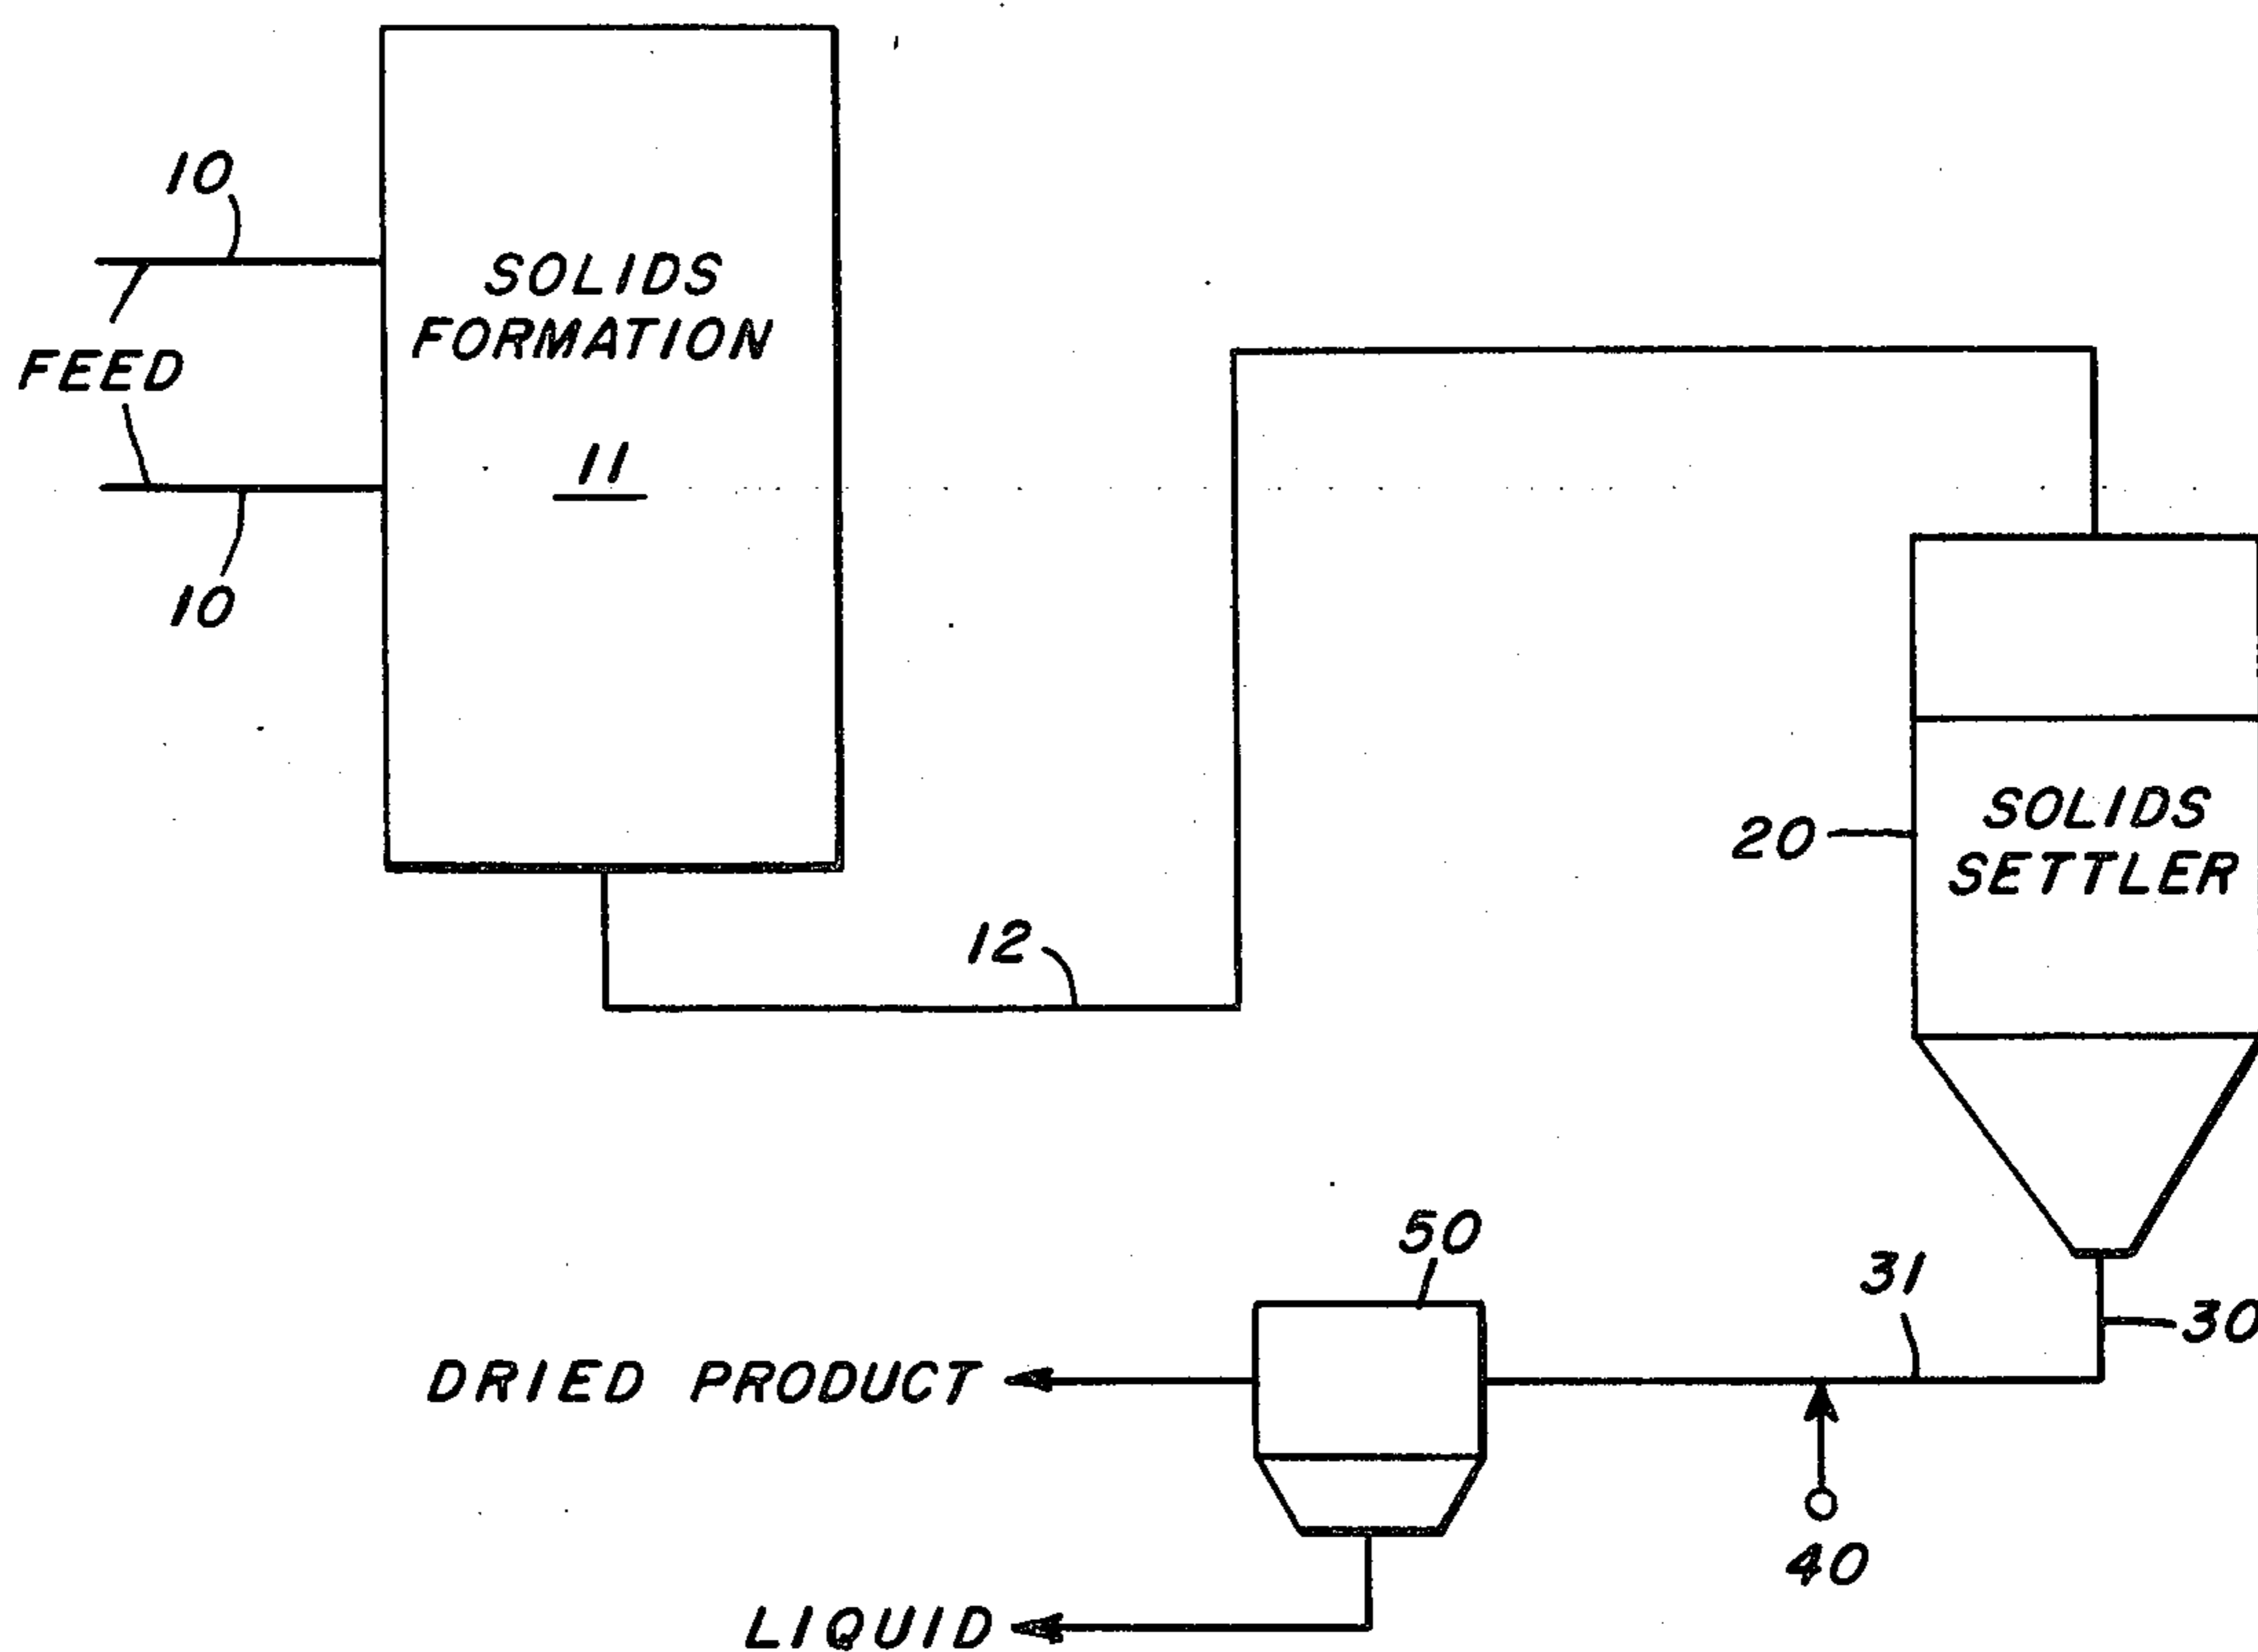 10
SOLIDS
FORMATION
FEED
11
10
12
20
SOLIDS
SETTLER
50
31
30
DRIED PRODUCT
40
LIQUID